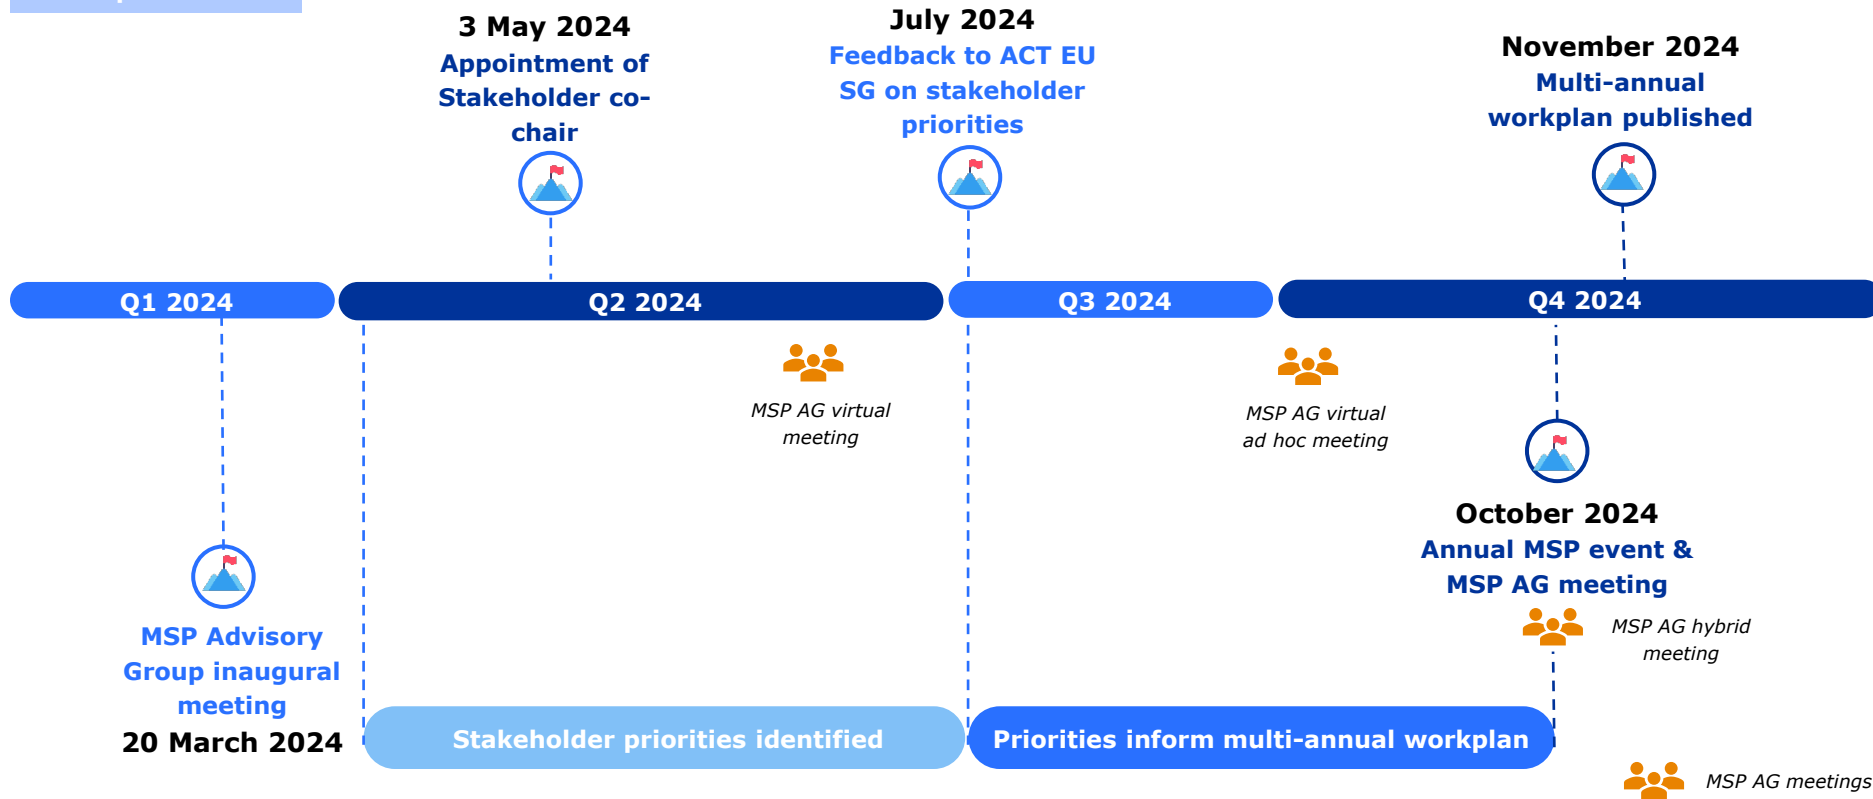 3 May 2024
Appointment of
Stakeholder co-
chair
July 2024
Feedback to ACT EU
SG on stakeholder
priorities
November 2024
Multi-annual
workplan published
Q1 2024
Q2 2024
Q3 2024
Q4 2024
MSP AG virtual
meeting
MSP AG virtual
ad hoc meeting
October 2024
Annual MSP event &
MSP AG meeting
MSP AG hybrid
meeting
MSP Advisory
Group inaugural
meeting
20 March 2024
Stakeholder priorities identified
Priorities inform multi-annual workplan
MSP AG meetings